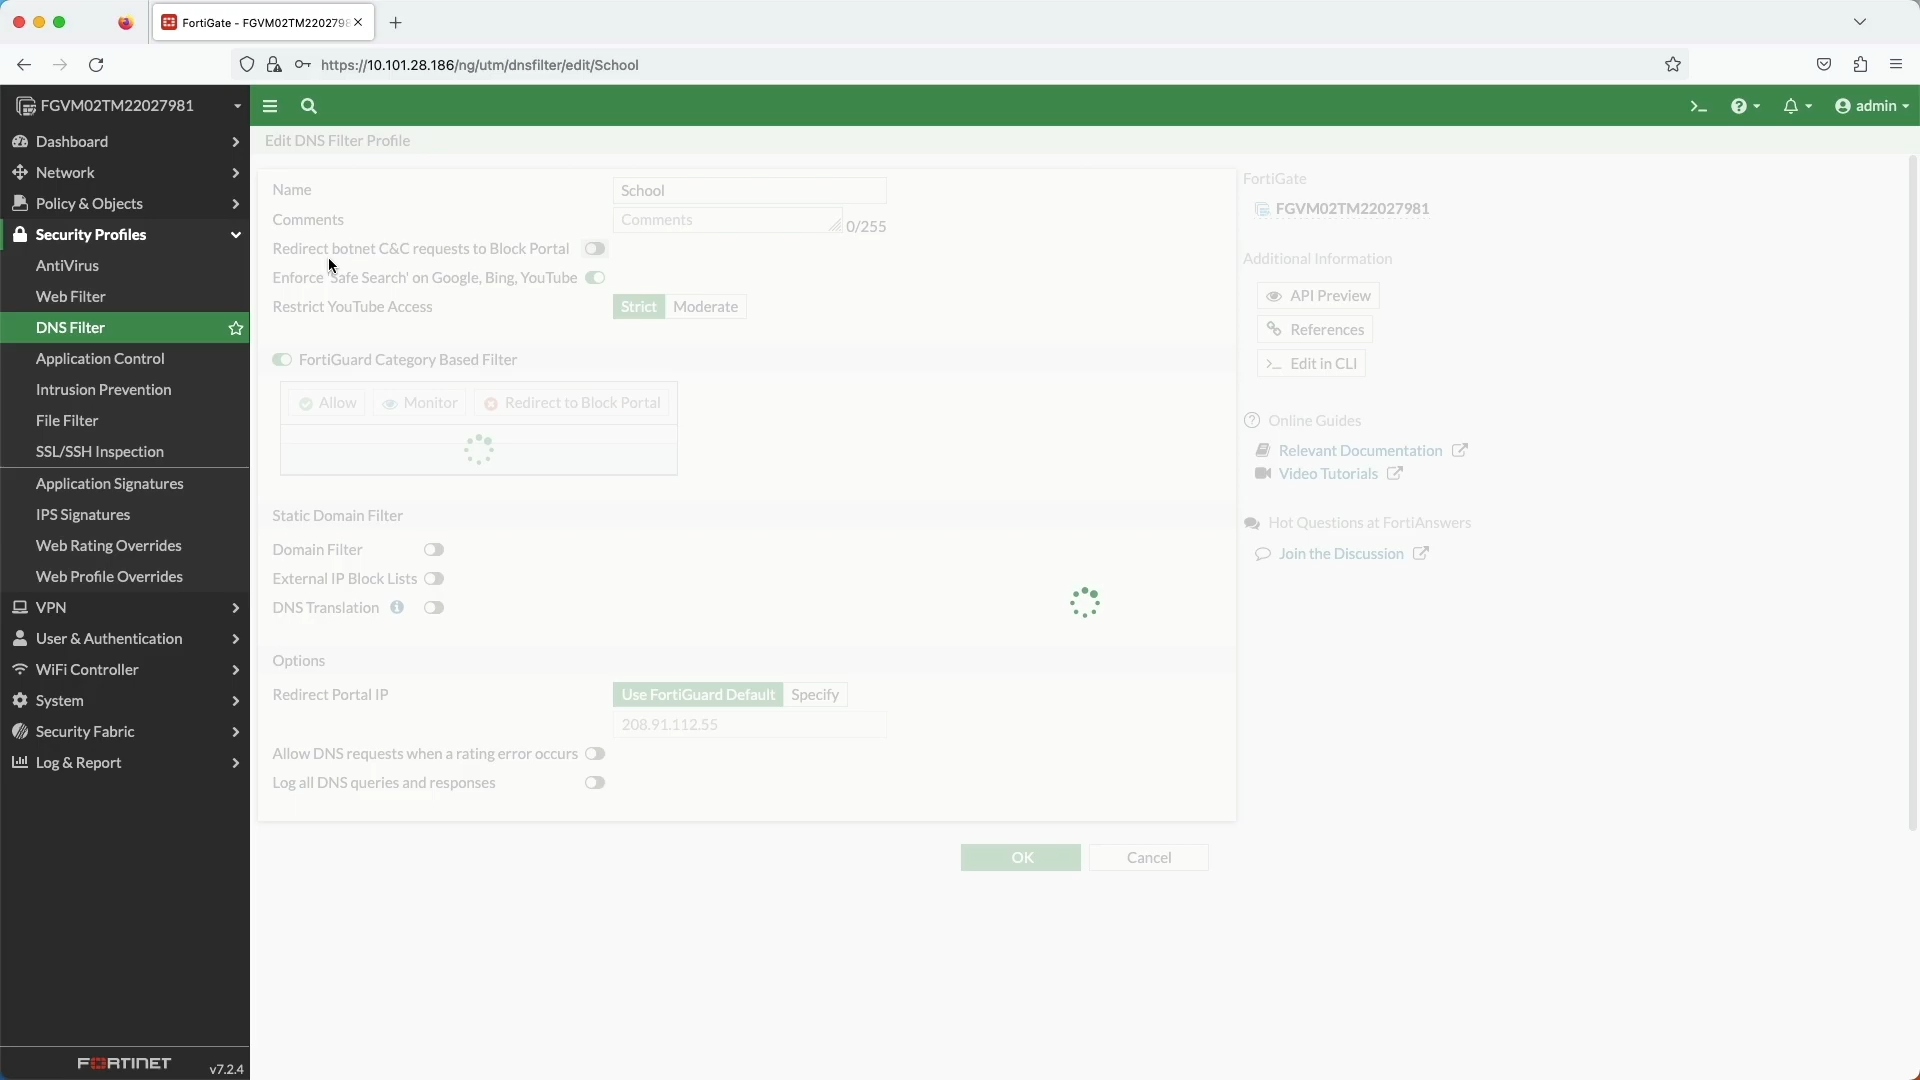 FortiGate - FGVM02TM2202798
https://10.101.28.186/ng/utm/dnsfilter/edit/School
FGVM02TM22027981
admin
Dashboard
Network
Policy & Objects
Security Profiles
AntiVirus
Web Filter
DNS Filter
Application Control
Intrusion Prevention
File Filter
SSL/SSH Inspection
Application Signatures
IPS Signatures
Web Rating Overrides
Web Profile Overrides
VPN
User & Authentication
WiFi Controller
System
Security Fabric
Log & Report
FORTINET
v7.2.4
Edit DNS Filter Profile
Name School
Comments Comments 0/255
Redirect botnet C&C requests to Block Portal
Enforce 'Safe Search' on Google, Bing, YouTube
Restrict YouTube Access Strict Moderate
FortiGuard Category Based Filter
Allow Monitor Redirect to Block Portal
Static Domain Filter
Domain Filter
External IP Block Lists
DNS Translation
Options
Redirect Portal IP Use FortiGuard Default Specify
208.91.112.55
Allow DNS requests when a rating error occurs
Log all DNS queries and responses
OK Cancel
FortiGate
FGVM02TM22027981
Additional Information
API Preview
References
>_ Edit in CLI
Online Guides
Relevant Documentation
Video Tutorials
Hot Questions at FortiAnswers
Join the Discussion